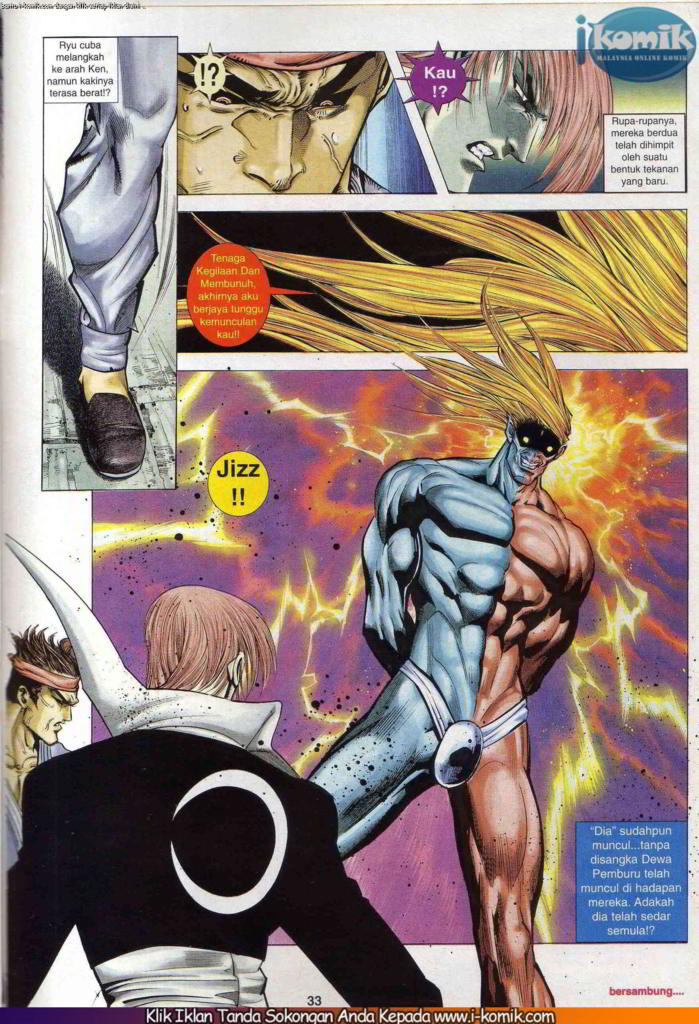 Bantu i-komik.com dengan klik setiap iklan disini ..
i komik
MALAYSIA ONLINE KOMIK
Ryu cuba
melangkah
ke arah Ken,
namun kakinya
terasa berat!?
!?
Kau
!?
Rupa-rupanya,
mereka berdua
telah dihimpit
oleh suatu
bentuk tekanan
yang baru.
Tenaga
Kegilaan Dan
Membunuh,
akhirnya aku
berjaya tunggu
kemunculan
kau!!
Jizz
!!
"Dia" sudahpun
muncul...tanpa
disangka Dewa
Pemburu telah
muncul di hadapan
mereka. Adakah
dia telah sedar
semula!?
bersambung....
33
Klik Iklan Tanda Sokongan Anda Kepada www.i-komik.com